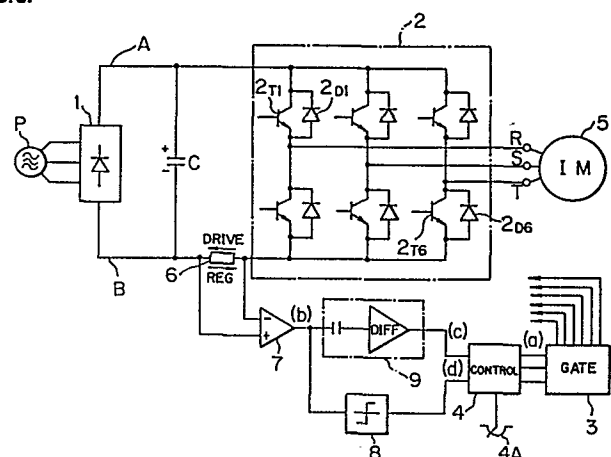 2
A
1
2T1
2D1
P
+
-
C
R
S
T
5
IM
DRIVE
6
REG
B
2T6
2D6
-
+
7
(b)
DIFF
9
(c)
(d)
CONTROL
4
(a)
GATE
3
8
4A